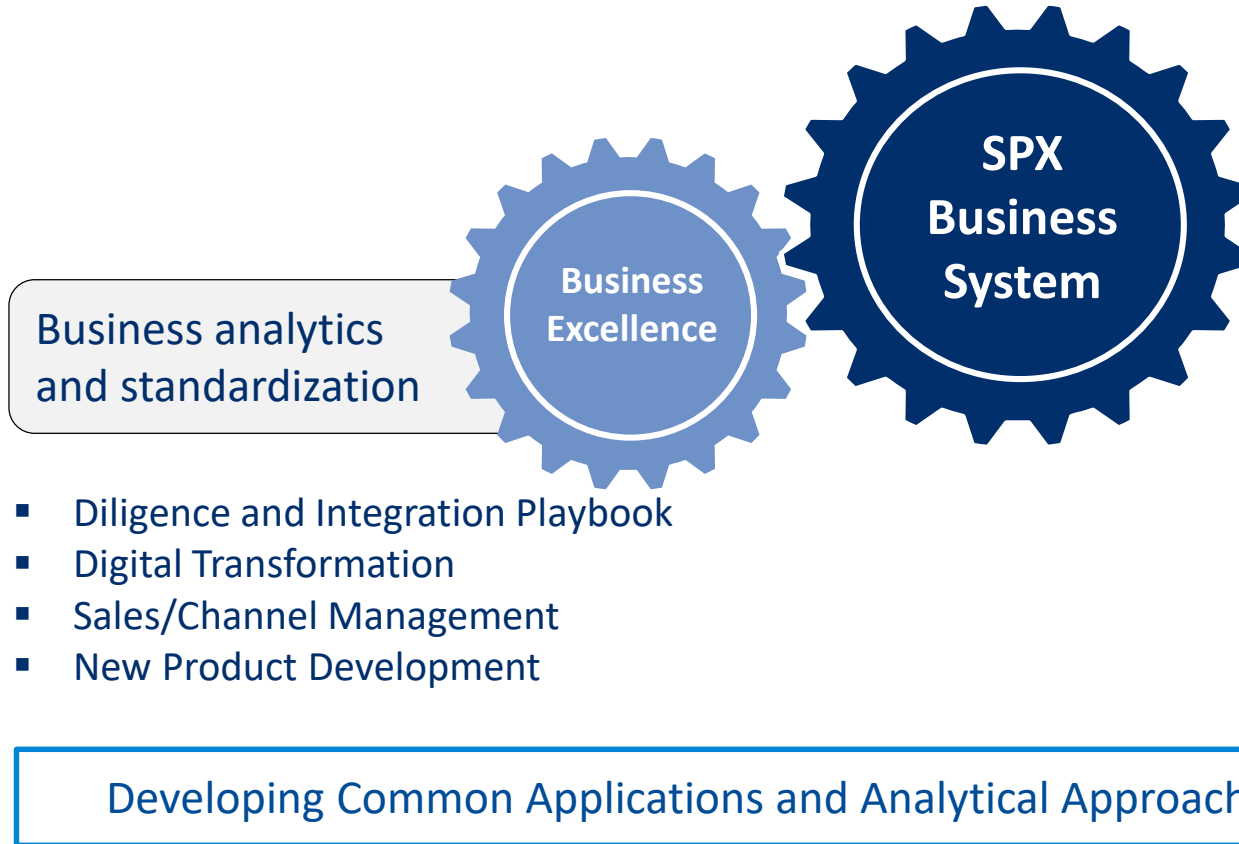 SPX
Business
System
Business
Excellence
Business analytics
and standardization
▪ Diligence and Integration Playbook
▪ Digital Transformation
▪ Sales/Channel Management
▪ New Product Development
Developing Common Applications and Analytical Approach